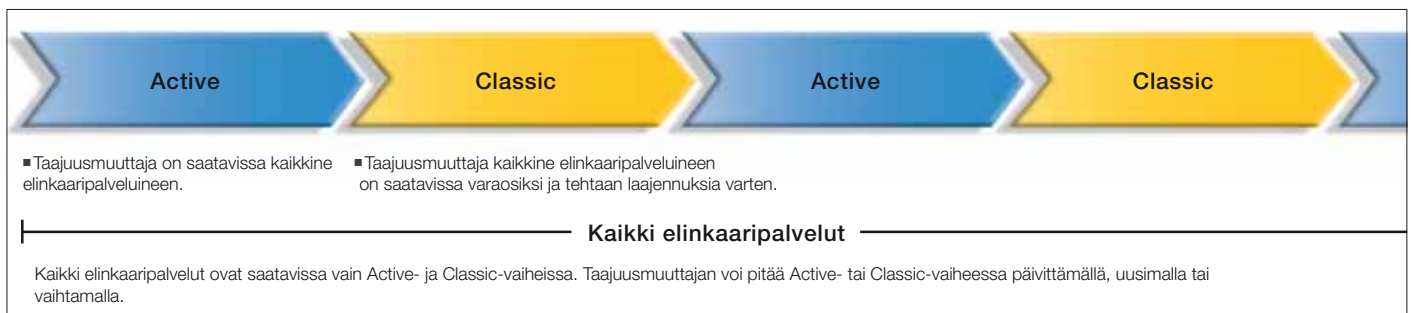 Active Classic Active Classic
■Taajuusmuuttaja on saatavissa kaikkine
elinkaaripalveluineen.
■Taajuusmuuttaja kaikkine elinkaaripalveluineen
on saatavissa varaosiksi ja tehtaan laajennuksia varten.
Kaikki elinkaaripalvelut
Kaikki elinkaaripalvelut ovat saatavissa vain Active- ja Classic-vaiheissa. Taajuusmuuttajan voi pitää Active- tai Classic-vaiheessa päivittämällä, uusimalla tai
vaihtamalla.